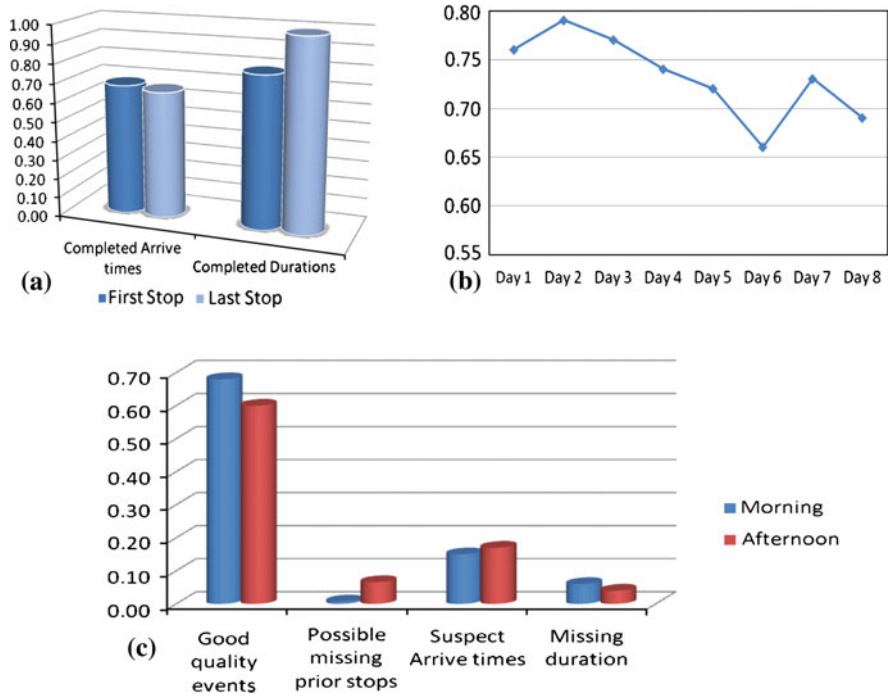 1.00
0.90
0.80
0.70
0.60
0.50
0.40
0.30
0.20
0.10
0.00
Completed Arrive
times
Completed Durations
(a)
First Stop Last Stop
0.80
0.75
0.70
0.65
0.60
0.55
(b)
Day 1 Day 2 Day 3 Day 4 Day 5 Day 6 Day 7 Day 8
0.70
0.60
0.50
0.40
0.30
0.20
0.10
0.00
Morning
Afternoon
(c)
Good
quality
events
Possible
missing
prior stops
Suspect
Arrive times
Missing
duration